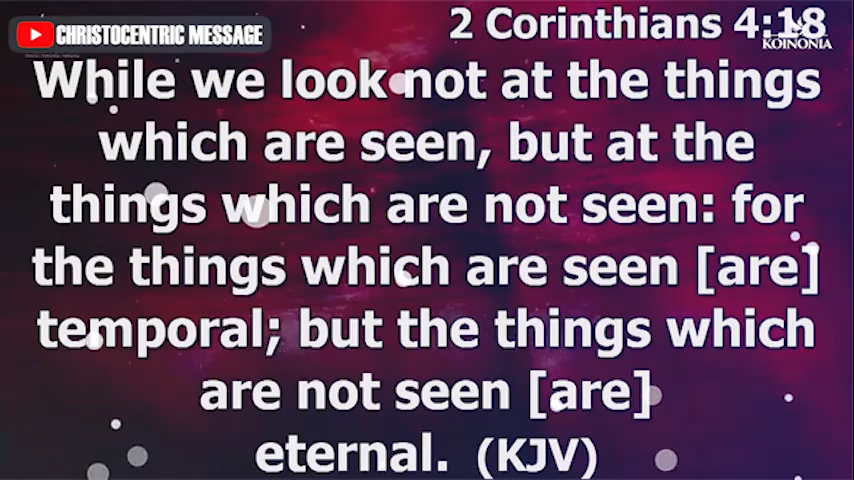 CHRISTOCENTRIC MESSAGE
2 Corinthians 4:18
KOINONIA
While we look not at the things
which are seen, but at the
things which are not seen: for
the things which are seen [are]
temporal; but the things which
are not seen [are]
eternal. (KJV)